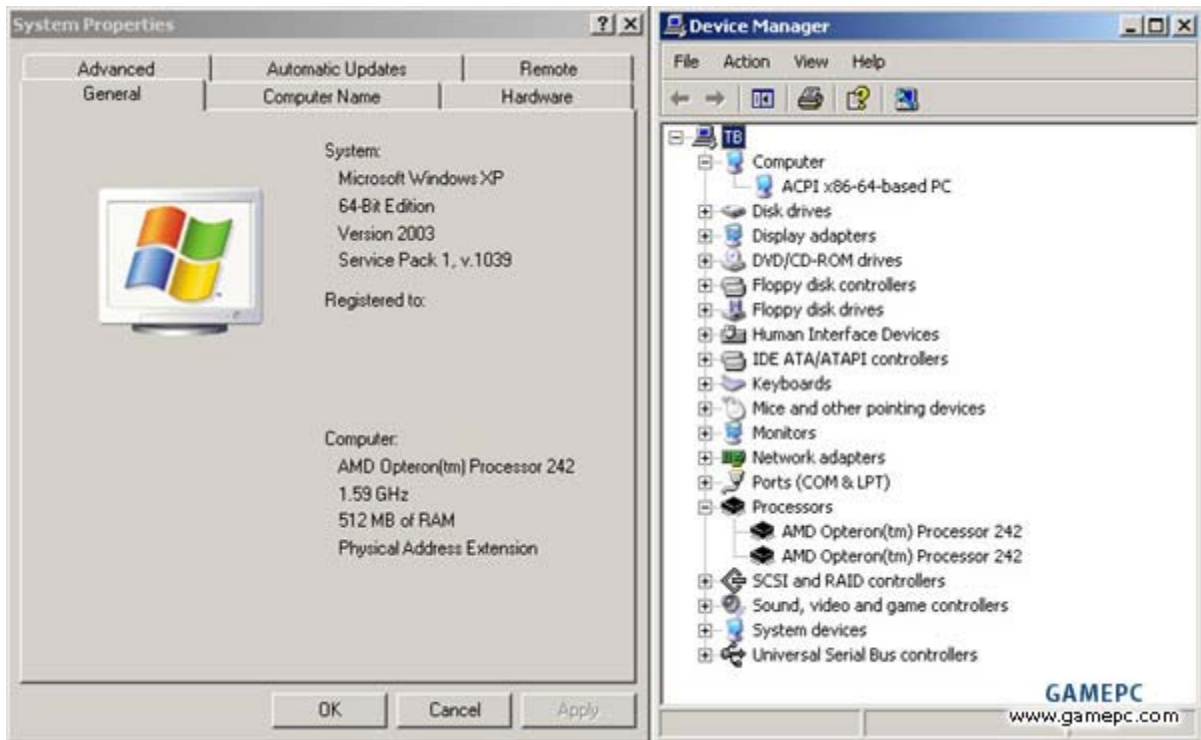 System Properties
Advanced
Automatic Updates
Remote
General
Computer Name
Hardware
System:
Microsoft Windows XP
64-Bit Edition
Version 2003
Service Pack 1, v.1039
Registered to:
Computer:
AMD Opteron(tm) Processor 242
1.59 GHz
512 MB of RAM
Physical Address Extension
OK
Cancel
Apply
Device Manager
File Action View Help
TB
Computer
ACPI x86-64-based PC
Disk drives
Display adapters
DVD/CD-ROM drives
Floppy disk controllers
Floppy disk drives
Human Interface Devices
IDE ATA/ATAPI controllers
Keyboards
Mice and other pointing devices
Monitors
Network adapters
Ports (COM & LPT)
Processors
AMD Opteron(tm) Processor 242
AMD Opteron(tm) Processor 242
SCSI and RAID controllers
Sound, video and game controllers
System devices
Universal Serial Bus controllers
GAMEPC
www.gamepc.com